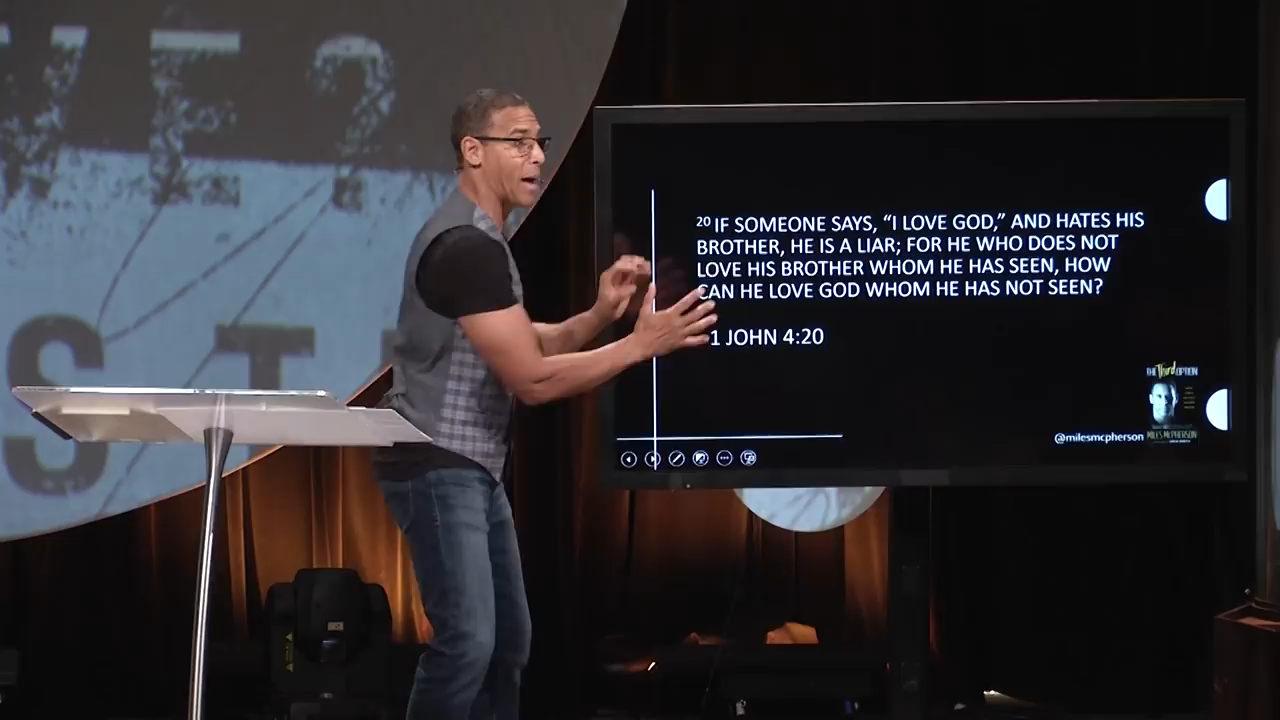 VE?
ST
20 IF SOMEONE SAYS, “I LOVE GOD,” AND HATES HIS
BROTHER, HE IS A LIAR; FOR HE WHO DOES NOT
LOVE HIS BROTHER WHOM HE HAS SEEN, HOW
CAN HE LOVE GOD WHOM HE HAS NOT SEEN?
1 JOHN 4:20
THE Third OPTION
MILES MCPHERSON
@milesmcpherson